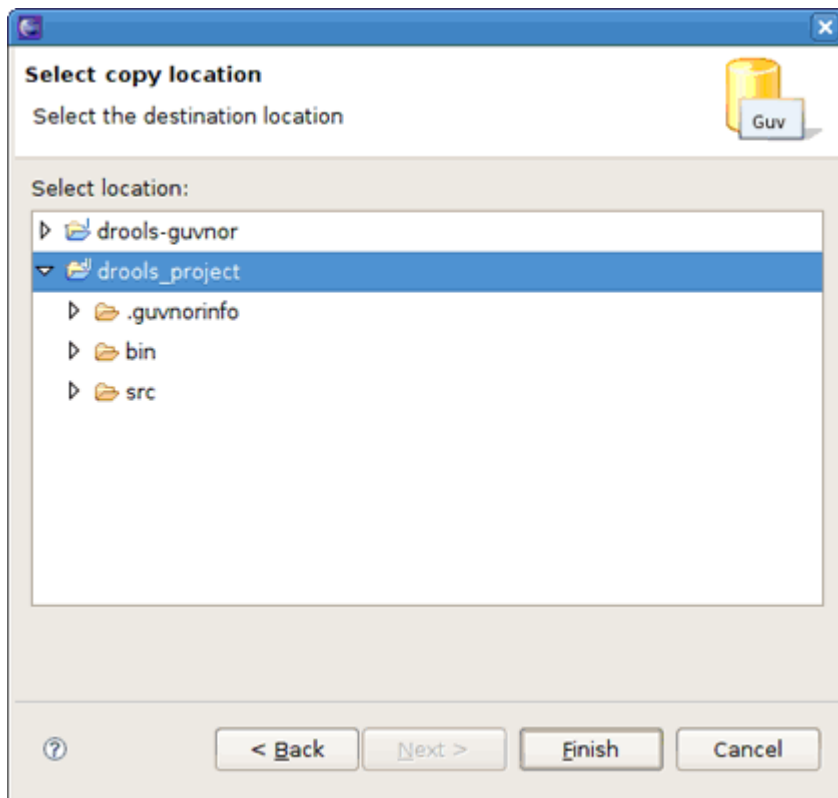 Select copy location
Select the destination location
Guv
Select location:
drools-guvnor
drools_project
.guvnorinfo
bin
src
< Back Next > Finish Cancel